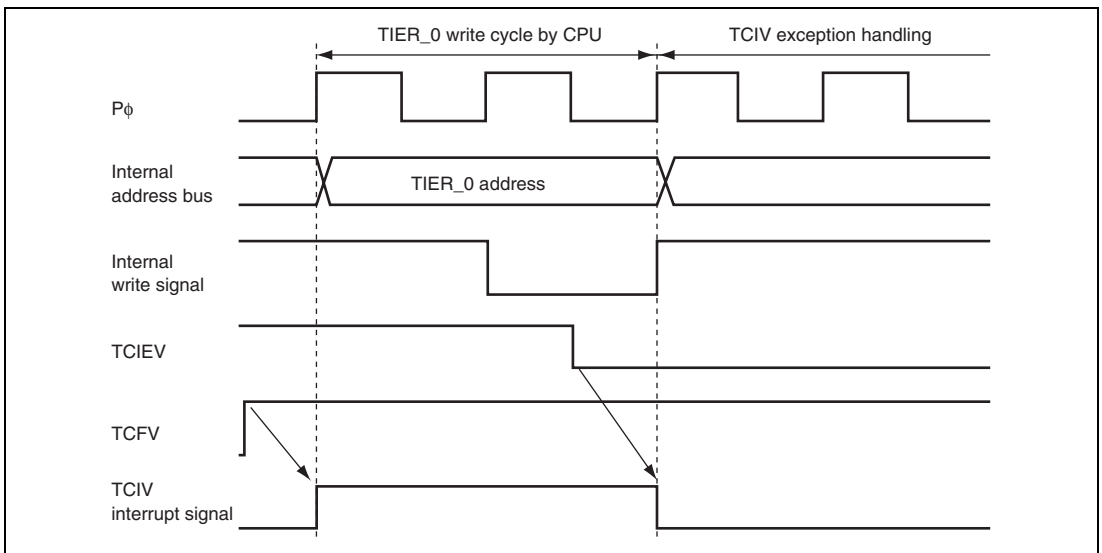 TIER_0 write cycle by CPU
TCIV exception handling
Pϕ
Internal
address bus
TIER_0 address
Internal
write signal
TCIEV
TCFV
TCIV
interrupt signal